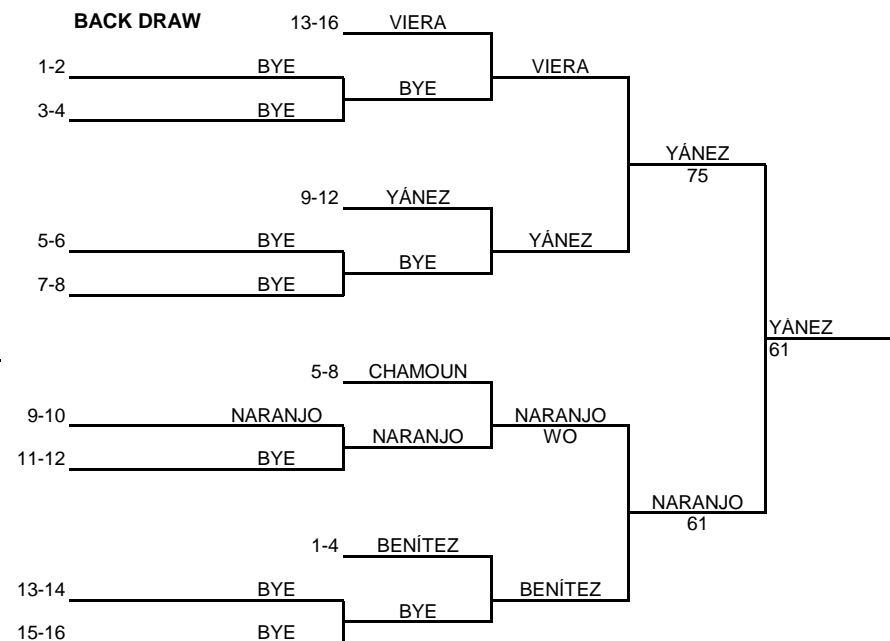 BACK DRAW
13-16 VIERA
1-2 BYE VIERA
BYE
3-4 BYE
YÁNEZ
75
9-12 YÁNEZ
5-6 BYE YÁNEZ
BYE
7-8 BYE
YÁNEZ
61
5-8 CHAMOUN
9-10 NARANJO NARANJO
NARANJO WO
11-12 BYE
NARANJO
61
1-4 BENÍTEZ
13-14 BYE BENÍTEZ
BYE
15-16 BYE